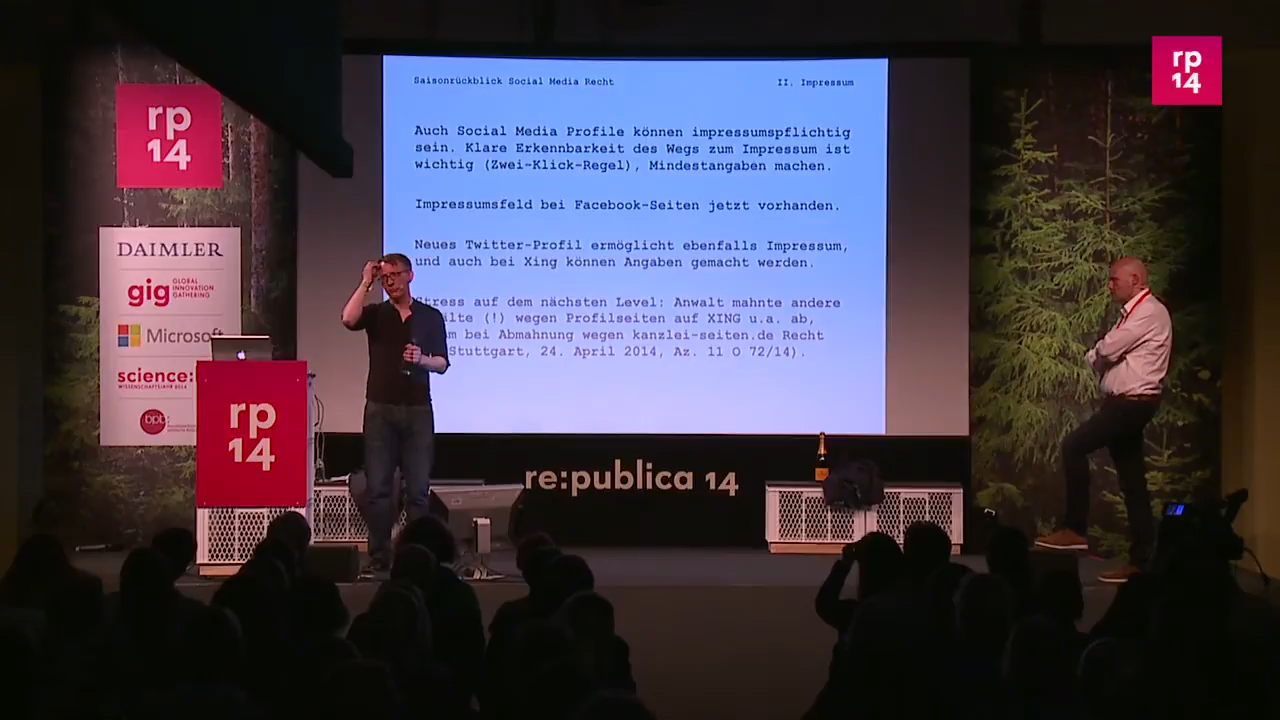 rp
14
rp
14
DAIMLER
gig GLOBAL
INNOVATION
GATHERING
Microsoft
science:
WISSENSCHAFTSJAHR 2014
bpb:
rp
14
Saisonrückblick Social Media Recht
II. Impressum
Auch Social Media Profile können impressumspflichtig
sein. Klare Erkennbarkeit des Wegs zum Impressum ist
wichtig (Zwei-Klick-Regel), Mindestangaben machen.
Impressumsfeld bei Facebook-Seiten jetzt vorhanden.
Neues Twitter-Profil ermöglicht ebenfalls Impressum,
und auch bei Xing können Angaben gemacht werden.
Stress auf dem nächsten Level: Anwalt mahnte andere
älte (!) wegen Profilseiten auf XING u.a. ab,
m bei Abmahnung wegen kanzlei-seiten.de Recht
Stuttgart, 24. April 2014, Az. 11 O 72/14).
re:publica 14